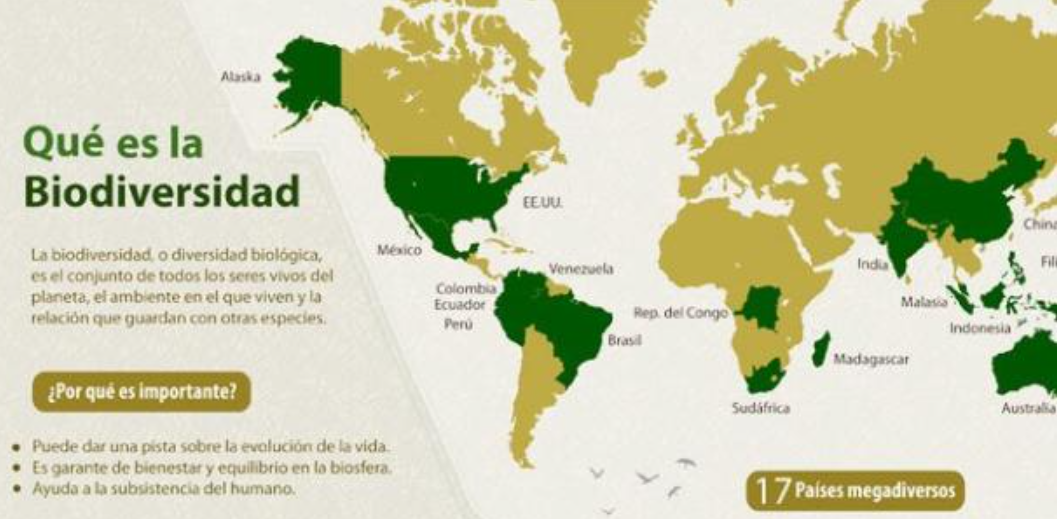 Qué es la
Biodiversidad
La biodiversidad, o diversidad biológica,
es el conjunto de todos los seres vivos del
planeta, el ambiente en el que viven y la
relación que guardan con otras especies.
¿Por qué es importante?
Puede dar una pista sobre la evolución de la vida.
Es garante de bienestar y equilibrio en la biosfera.
Ayuda a la subsistencia del humano.
Alaska
EE.UU.
México
Venezuela
Colombia
Ecuador
Perú
Brasil
Rep. del Congo
Madagascar
Sudáfrica
India
China
Fili
Malasia
Indonesia
Australia
17 Países megadiversos